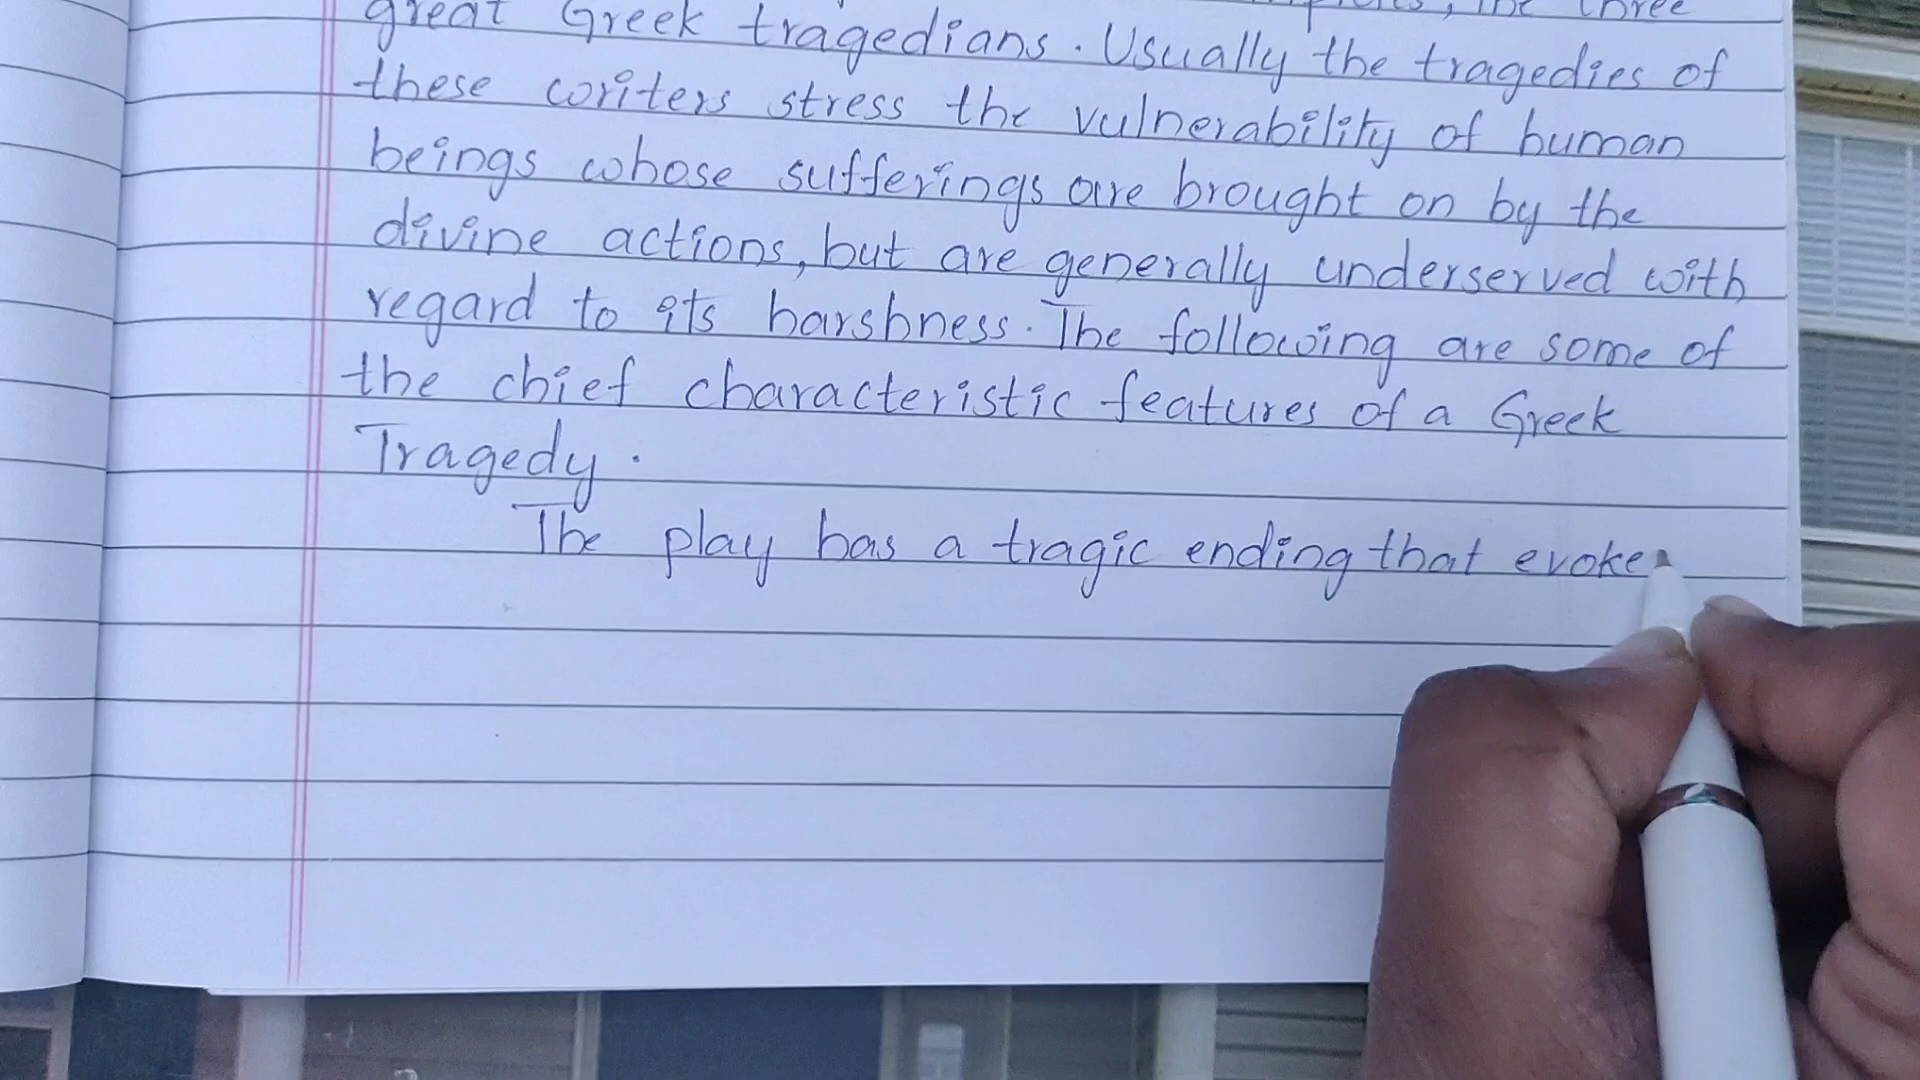 great Greek tragedians. Usually the tragedies of
these writers stress the vulnerability of human
beings whose sufferings are brought on by the
divine actions, but are generally underserved with
regard to its harshness. The following are some of
the chief characteristic features of a Greek
Tragedy.
The play has a tragic ending that evoke